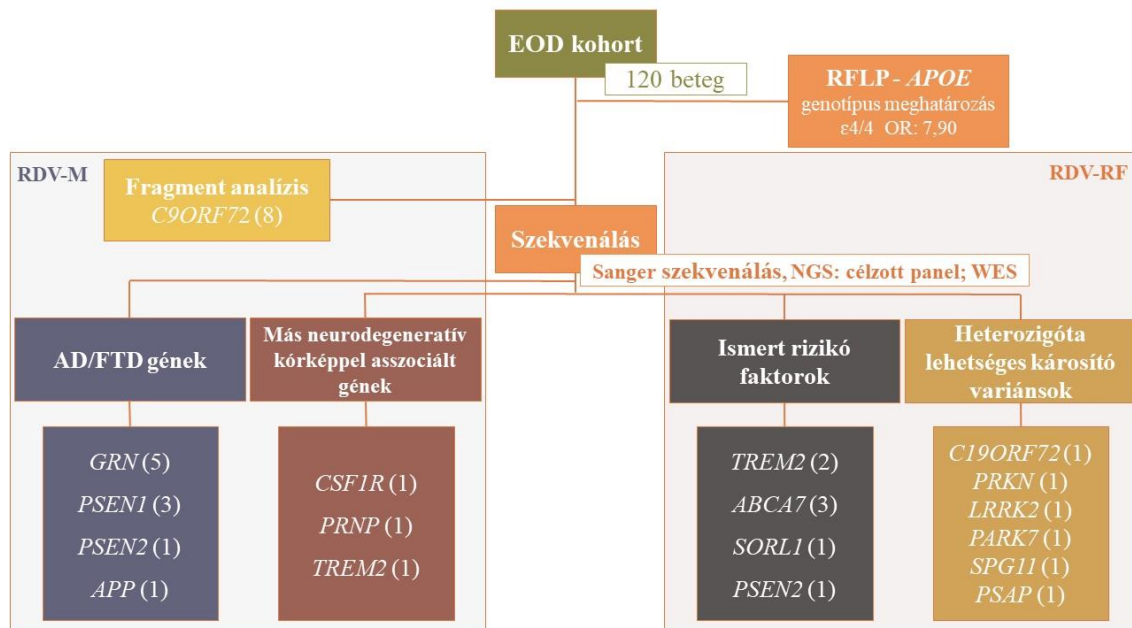 EOD kohort
120 beteg
RFLP - APOE
genotípus meghatározás
ε4/4 OR: 7,90
RDV-M
Fragment analízis
C9ORF72 (8)
RDV-RF
Szekvenálás
Sanger szekvenálás, NGS: célzott panel; WES
AD/FTD gének
Más neurodegeneratív
kórképpel asszociált
gének
Ismert rizikó
faktorok
Heterozigóta
lehetséges károsító
variánsok
GRN (5)
PSEN1 (3)
PSEN2 (1)
APP (1)
CSF1R (1)
PRNP (1)
TREM2 (1)
TREM2 (2)
ABCA7 (3)
SORL1 (1)
PSEN2 (1)
C19ORF72 (1)
PRKN (1)
LRRK2 (1)
PARK7 (1)
SPG11 (1)
PSAP (1)